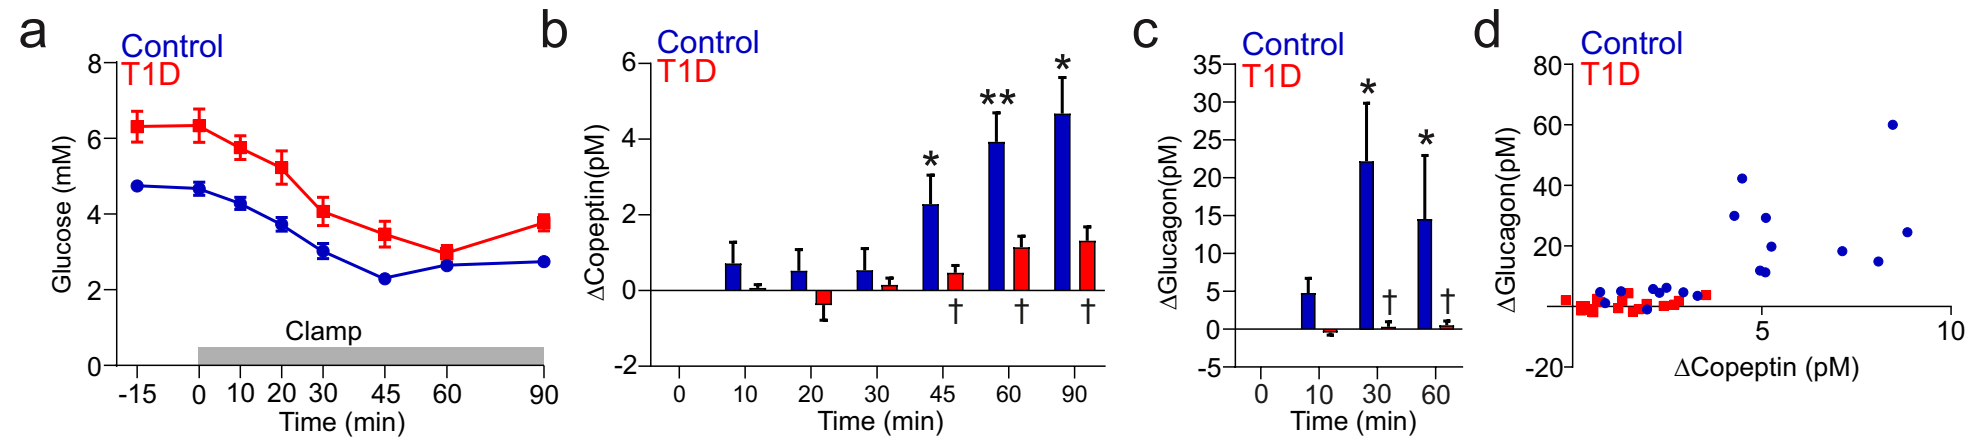 a
Control
T1D
8
6
4
2
0
Glucose (mM)
Clamp
-15 0 10 20 30 45 60 90
Time (min)
b
Control
T1D
6
4
2
0
-2
ΔCopeptin(pM)
* ** *
† † †
0 10 20 30 45 60 90
Time (min)
c
Control
T1D
35
30
25
20
15
10
5
0
-5
ΔGlucagon(pM)
* *
† †
0 10 30 60
Time (min)
d
Control
T1D
80
60
40
20
-20
ΔGlucagon(pM)
5 10
ΔCopeptin (pM)